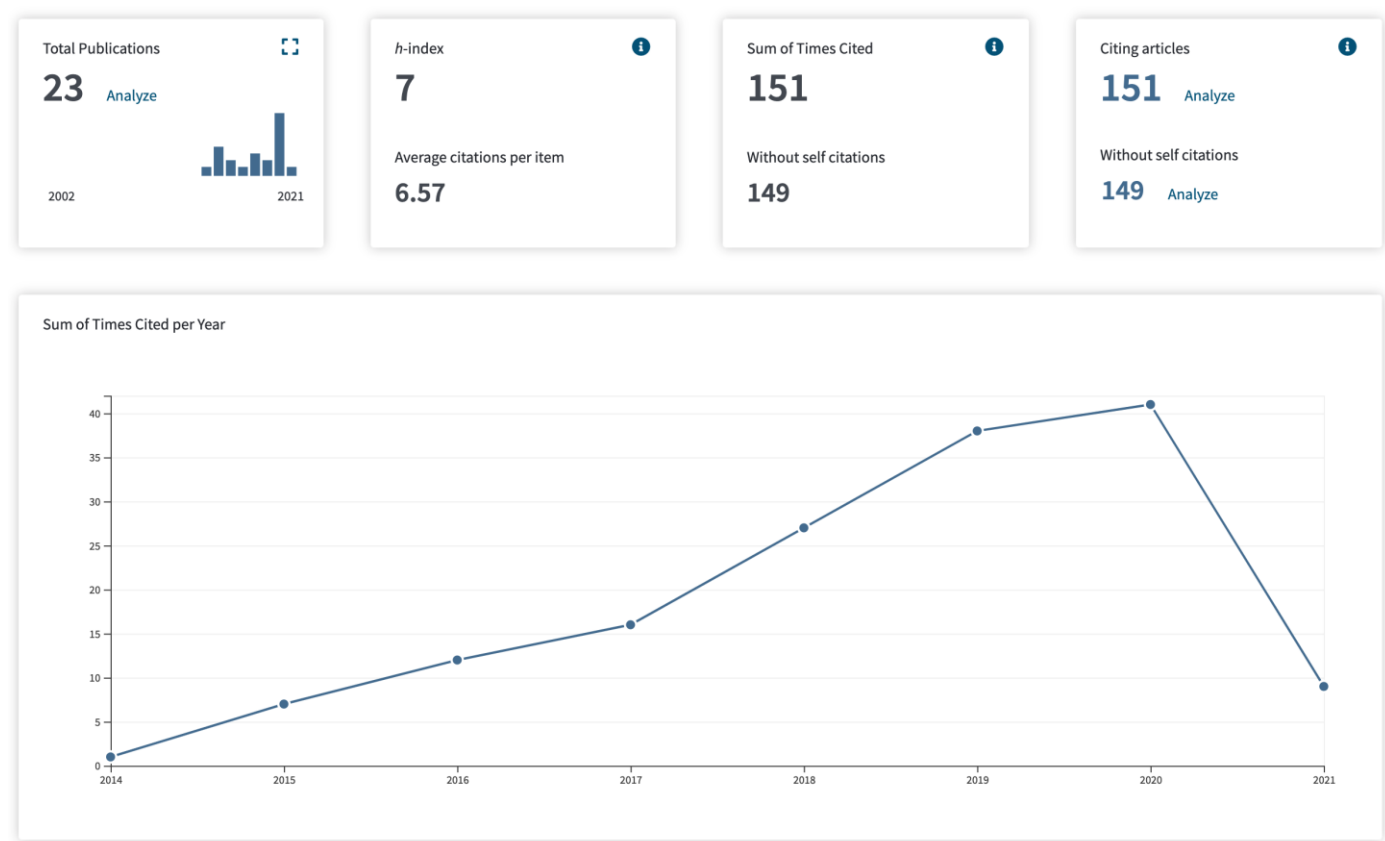 Total Publications
23 Analyze
2002 2021
h-index
7
Average citations per item
6.57
Sum of Times Cited
151
Without self citations
149
Citing articles
151 Analyze
Without self citations
149 Analyze
Sum of Times Cited per Year
40
35
30
25
20
15
10
5
0
2014 2015 2016 2017 2018 2019 2020 2021